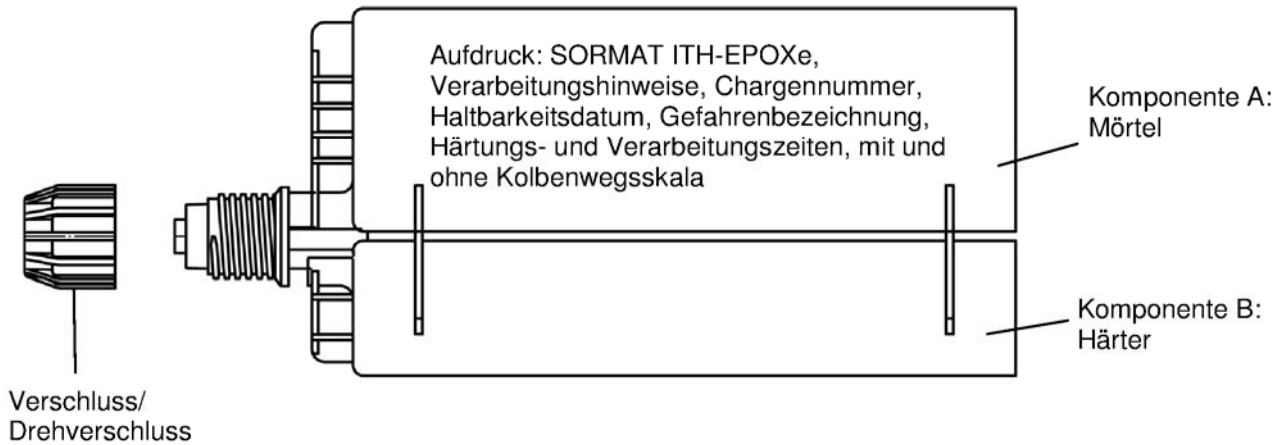 Aufdruck: SORMAT ITH-EPOXe,
Verarbeitungshinweise, Chargennummer,
Haltbarkeitsdatum, Gefahrenbezeichnung,
Härtungs- und Verarbeitungszeiten, mit und
ohne Kolbenwegsskala
Komponente A:
Mörtel
Komponente B:
Härter
Verschluss/
Drehverschluss